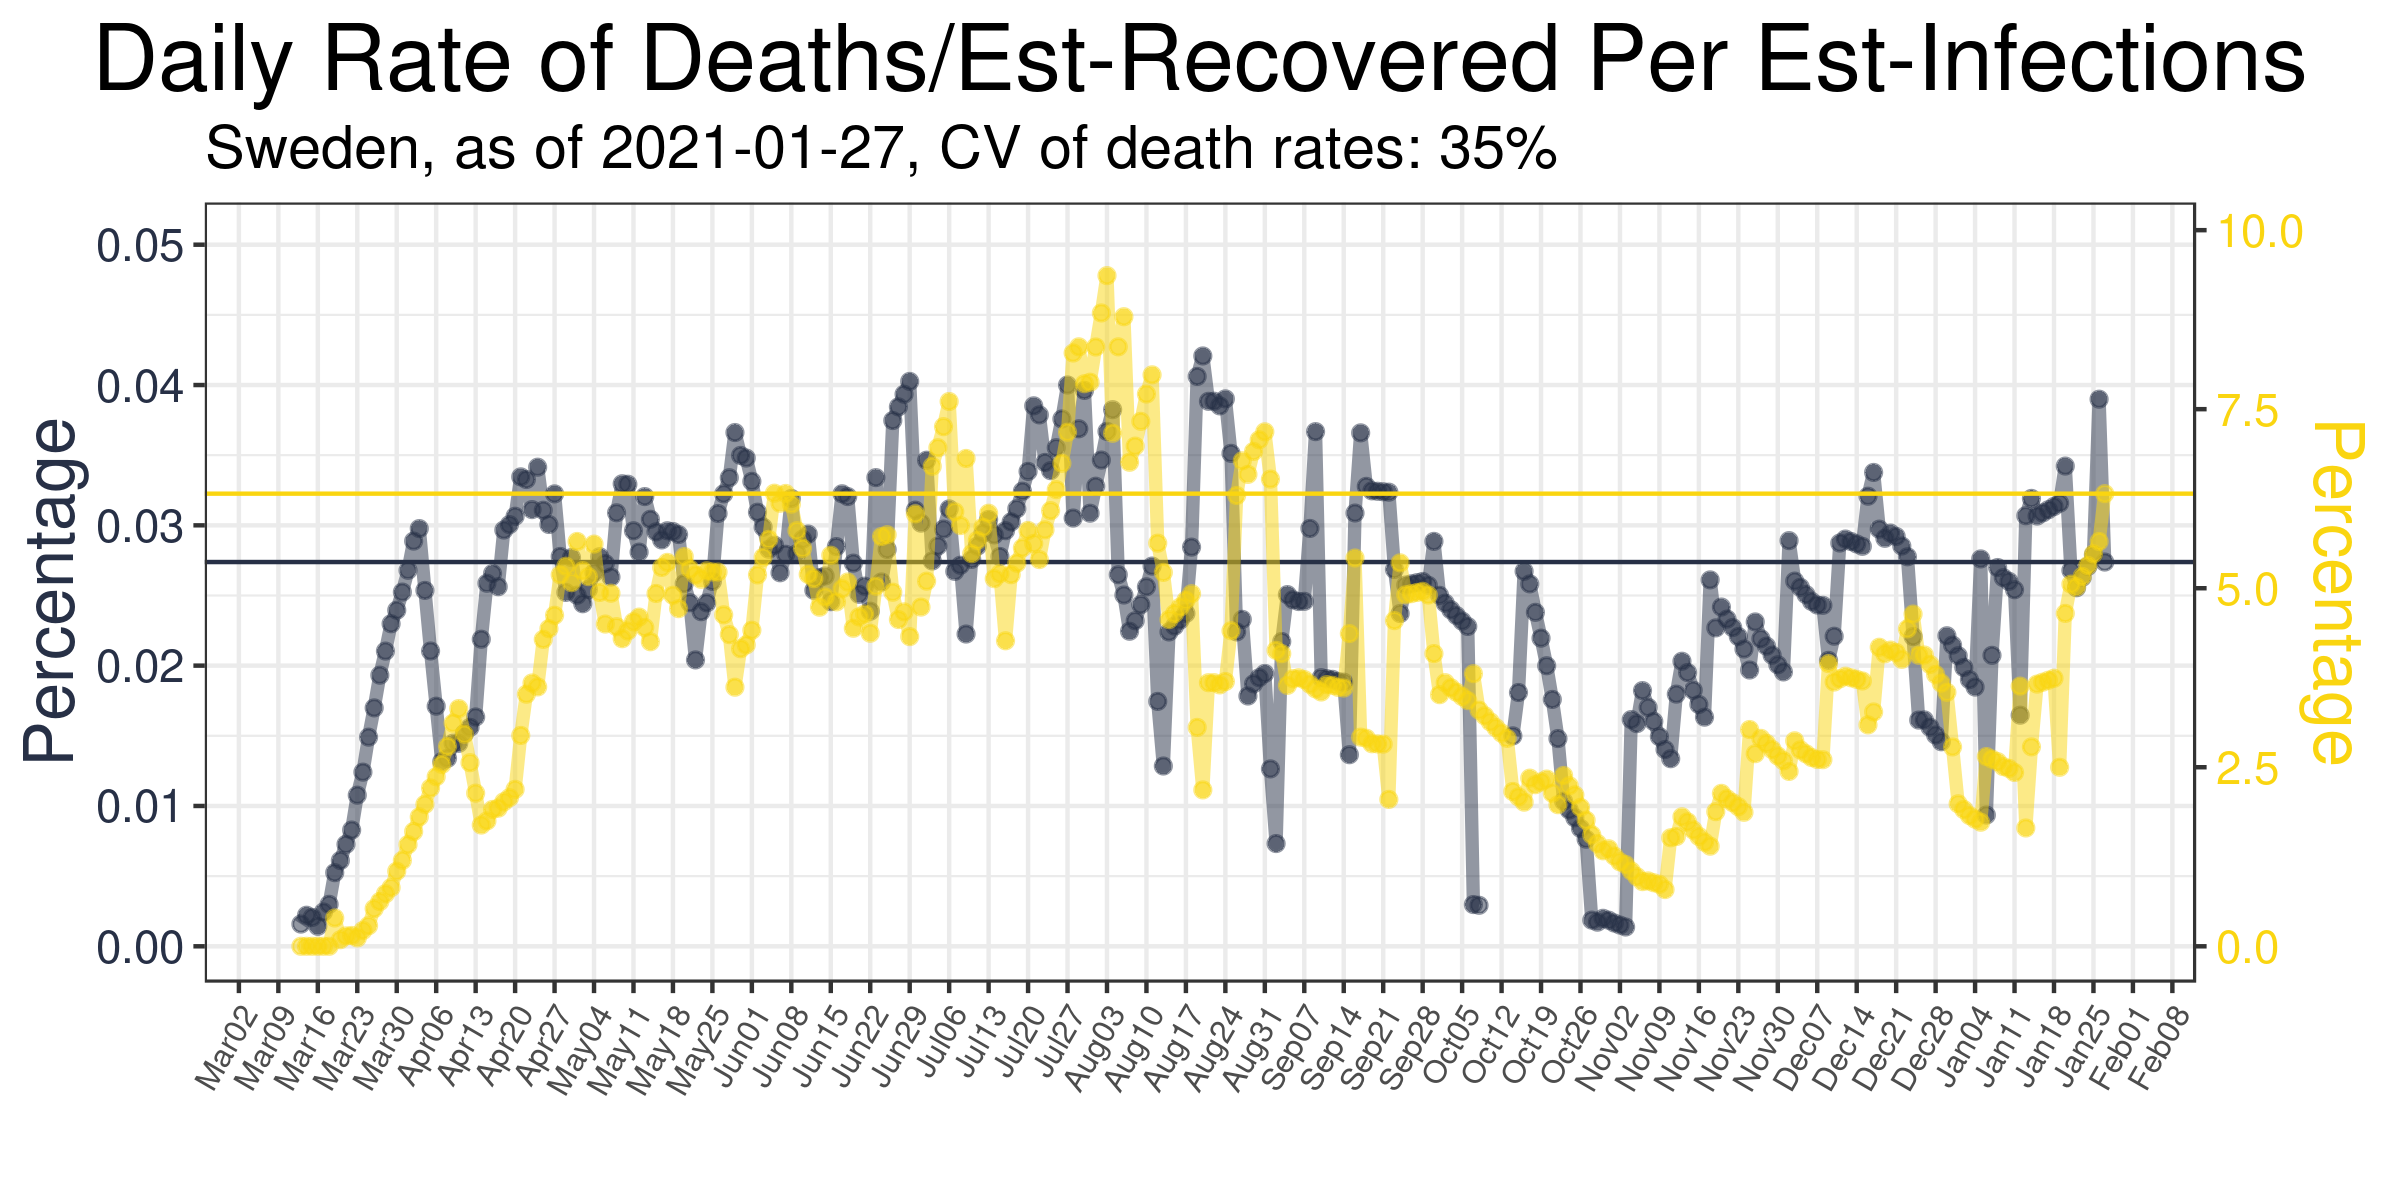 Daily Rate of Deaths/Est-Recovered Per Est-Infections
Sweden, as of 2021-01-27, CV of death rates: 35%
Percentage
0.05
0.04
0.03
0.02
0.01
0.00
10.0
7.5
5.0
2.5
0.0
Percentage
Mar02 Mar09 Mar16 Mar23 Mar30 Apr06 Apr13 Apr20 Apr27 May04 May11 May18 May25 Jun01 Jun08 Jun15 Jun22 Jun29 Jul06 Jul13 Jul20 Jul27 Aug03 Aug10 Aug17 Aug24 Aug31 Sep07 Sep14 Sep21 Sep28 Oct05 Oct12 Oct19 Oct26 Nov02 Nov09 Nov16 Nov23 Nov30 Dec07 Dec14 Dec21 Dec28 Jan04 Jan11 Jan18 Jan25 Feb01 Feb08